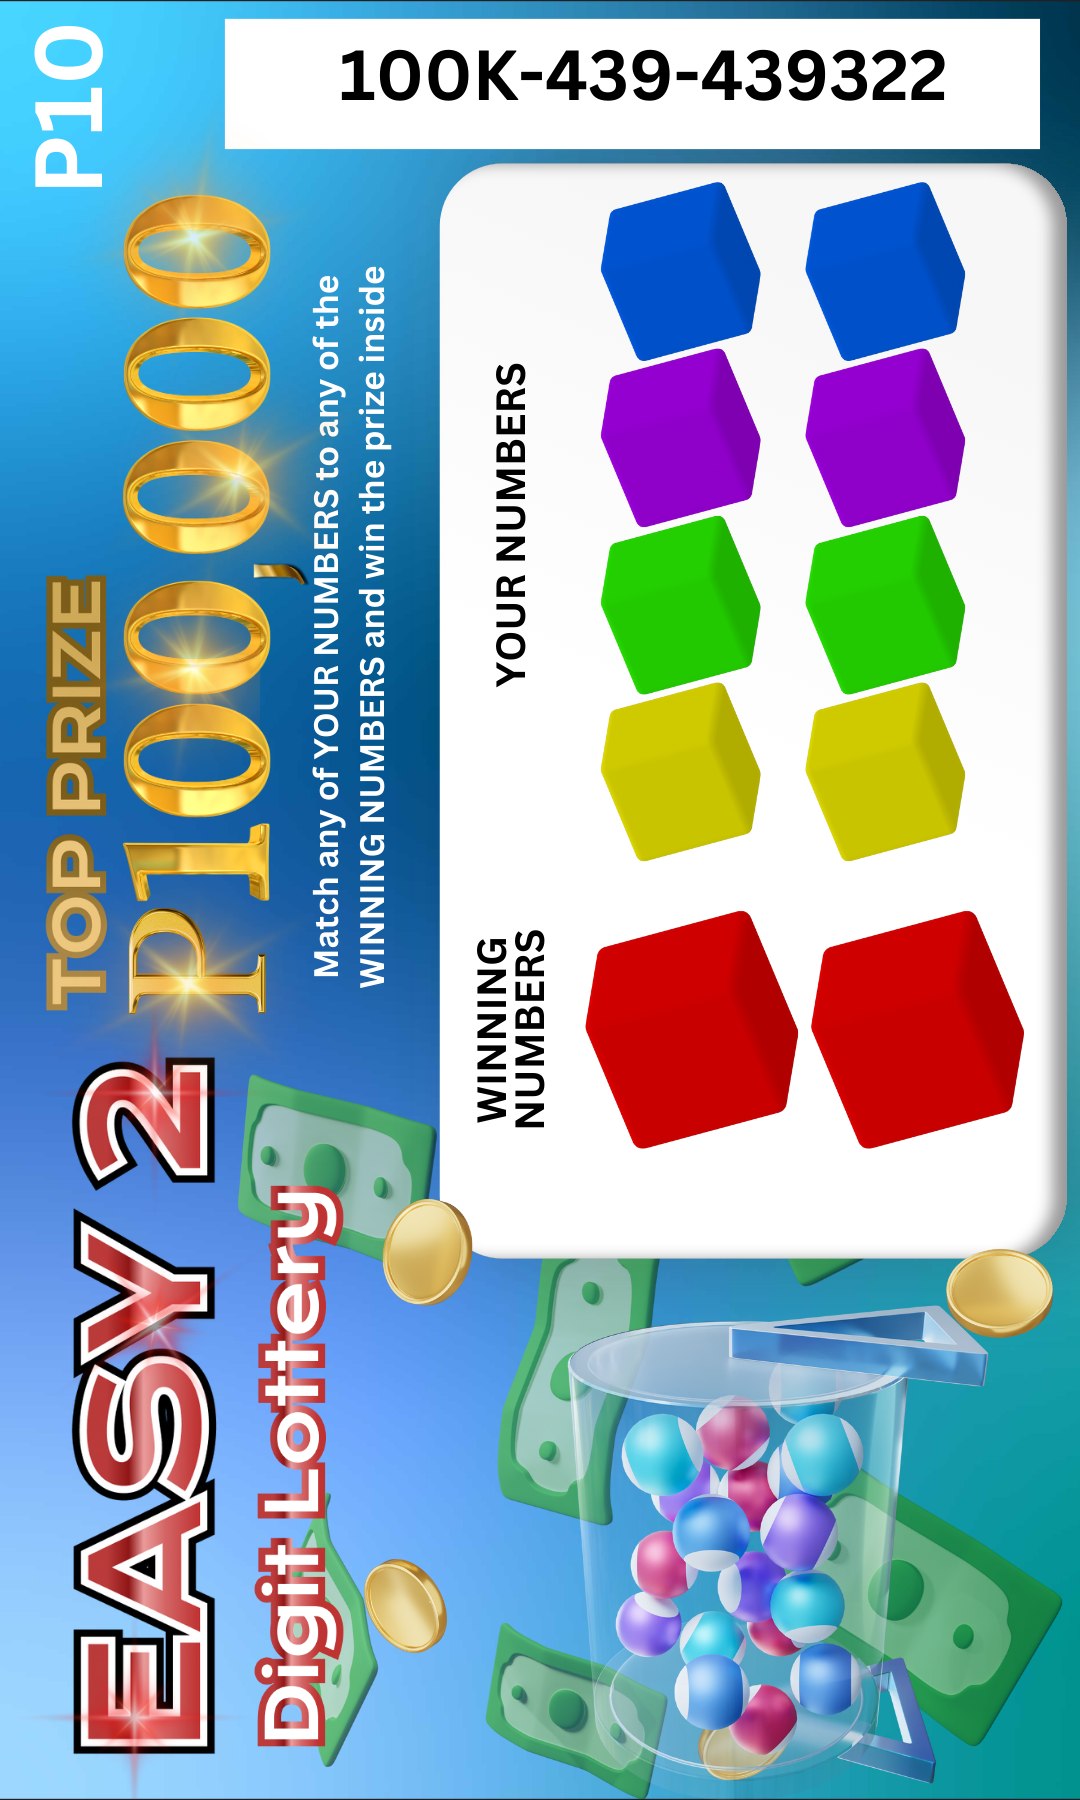 EASY 2
Digit Lottery
TOP PRIZE
P100,000
P10
Match any of YOUR NUMBERS to any of the
WINNING NUMBERS and win the prize inside
WINNING
NUMBERS
YOUR NUMBERS
100K-439-439322